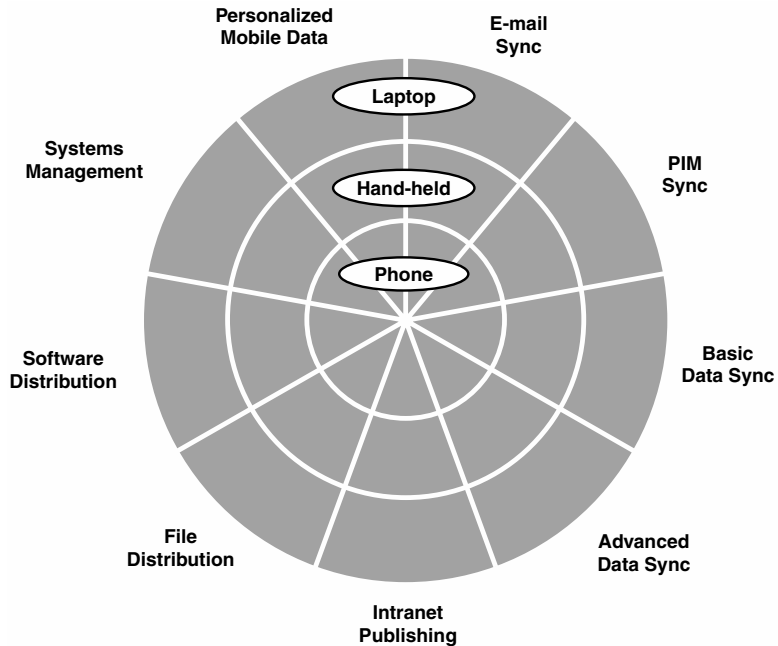 Personalized
Mobile Data
E-mail
Sync
Laptop
Systems
Management
PIM
Sync
Hand-held
Phone
Software
Distribution
Basic
Data Sync
File
Distribution
Advanced
Data Sync
Intranet
Publishing